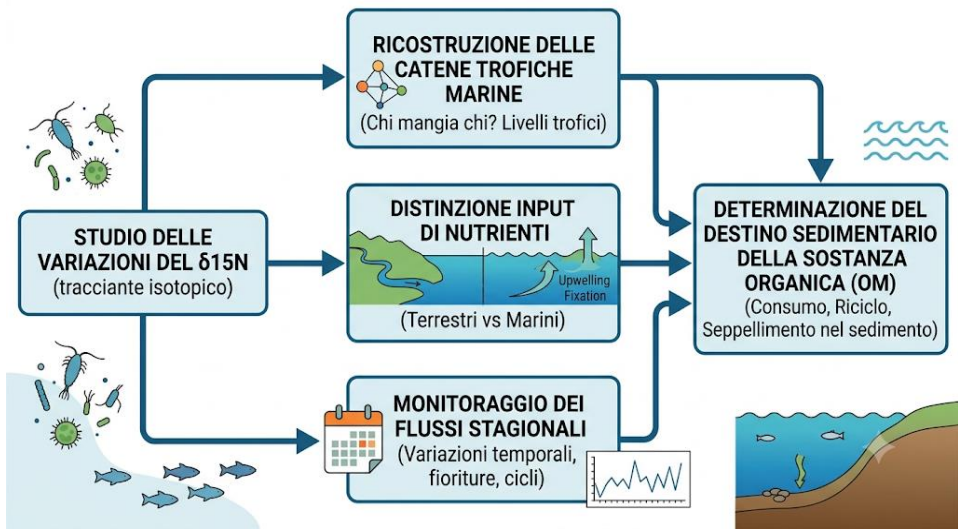 RICOSTRUZIONE DELLE
CATENE TROFICHE
MARINE
(Chi mangia chi? Livelli trofici)
STUDIO DELLE
VARIAZIONI DEL δ15N
(tracciante isotopico)
DISTINZIONE INPUT
DI NUTRIENTI
Upwelling
Fixation
(Terrestri vs Marini)
MONITORAGGIO DEI
FLUSSI STAGIONALI
(Variazioni temporali,
fioriture, cicli)
DETERMINAZIONE DEL
DESTINO SEDIMENTARIO
DELLA SOSTANZA
ORGANICA (OM)
(Consumo, Riciclo,
Seppellimento nel sedimento)